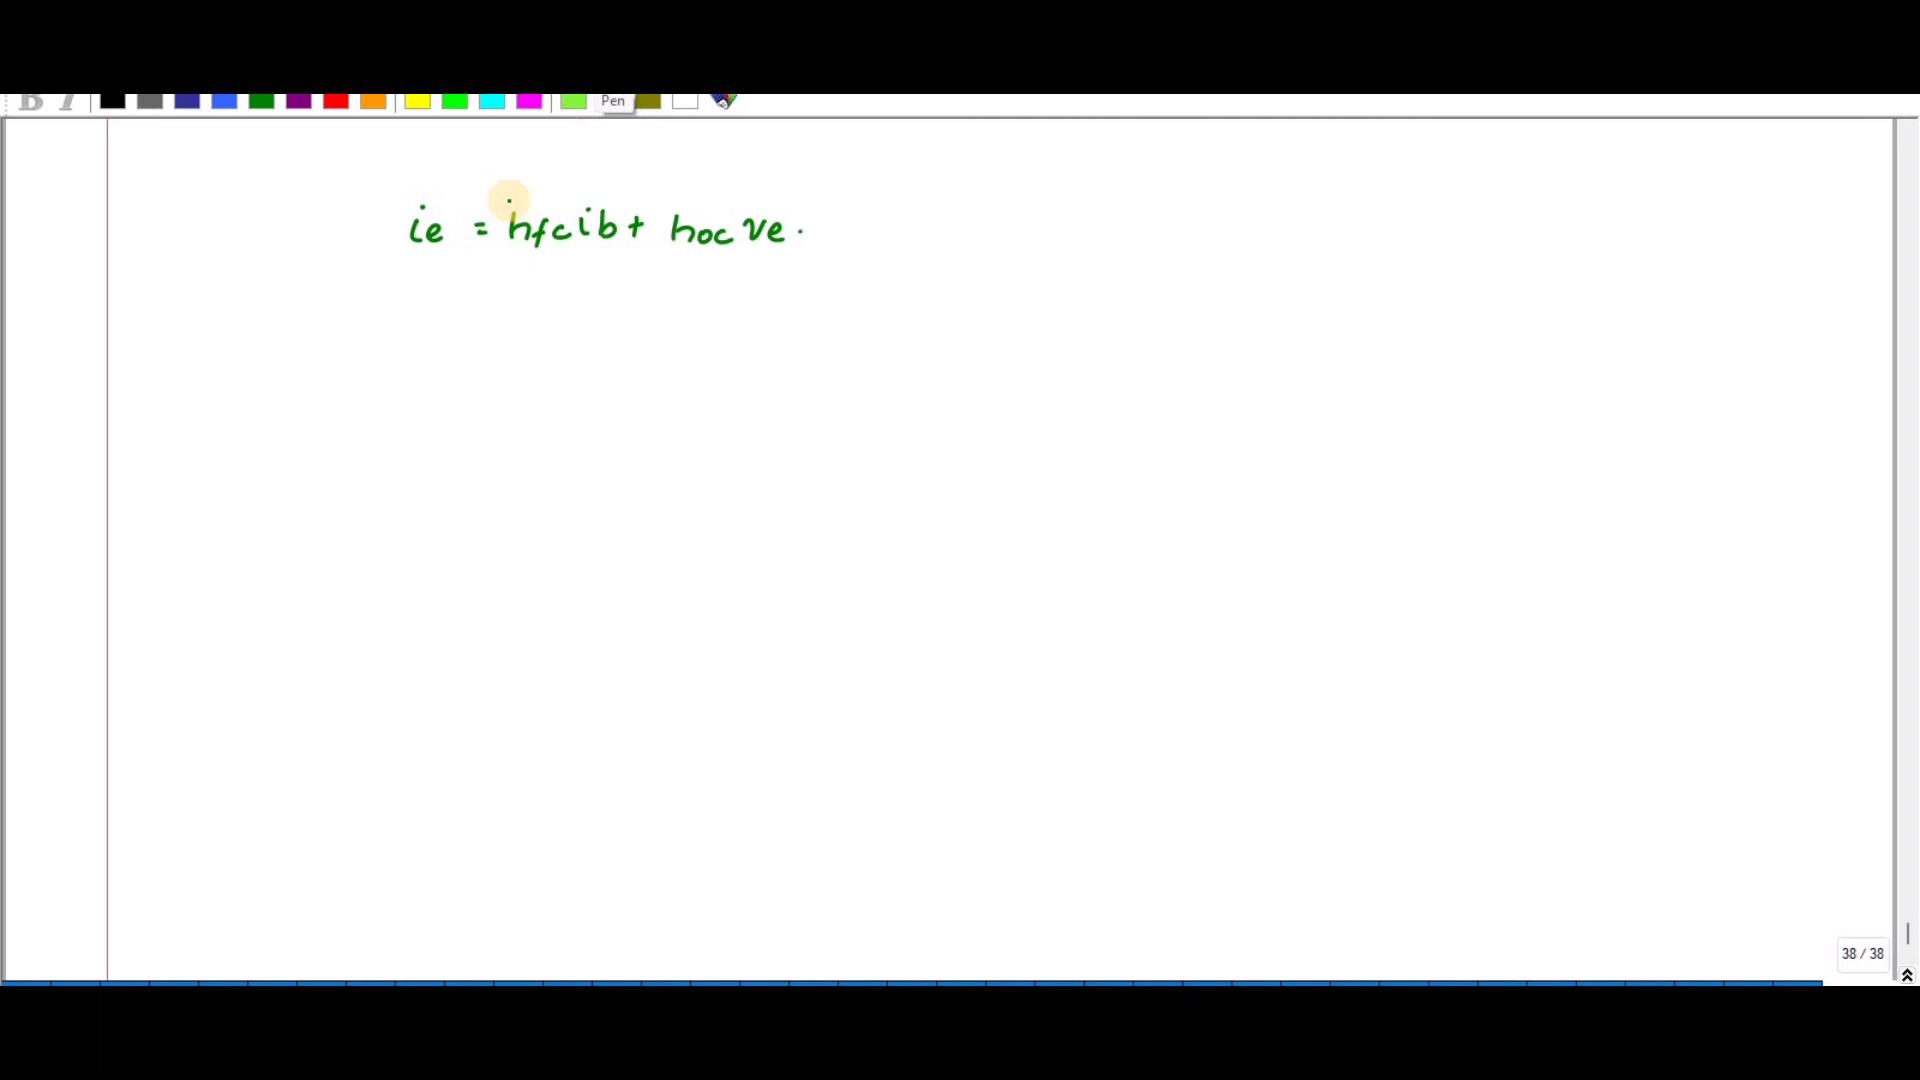 B I Pen
ie = hfc ib + hoc ve .
38 / 38